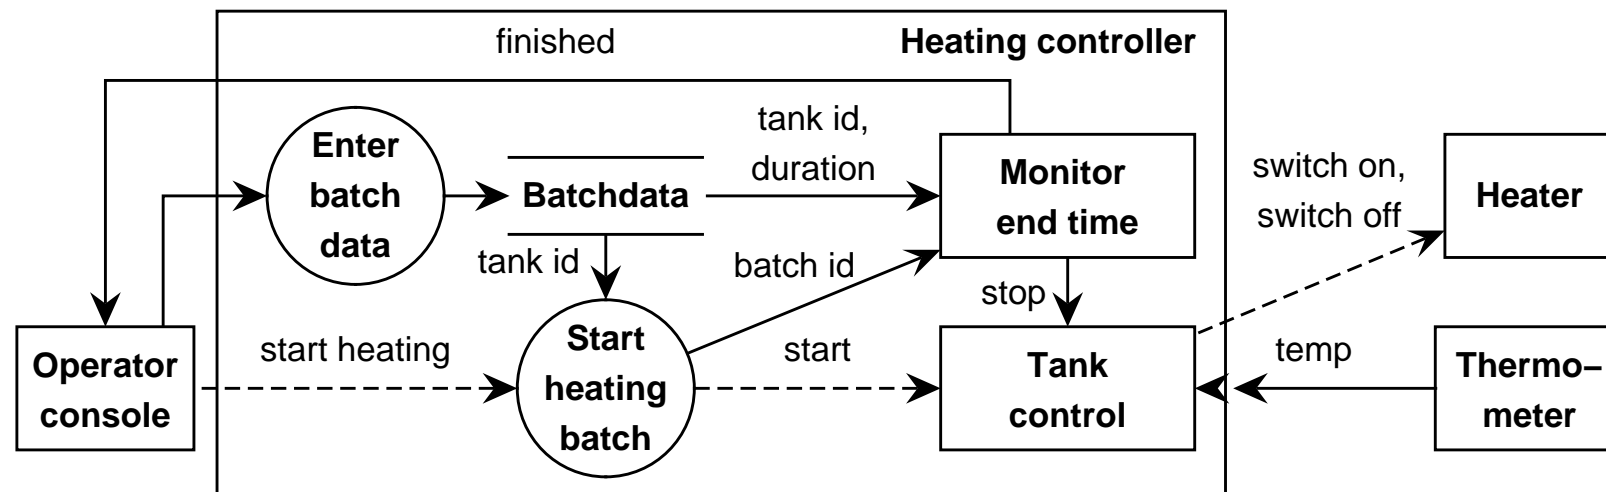 finished
Heating controller
Enter
batch
data
Batchdata
tank id,
duration
Monitor
end time
switch on,
switch off
Heater
tank id
batch id
stop
Operator
console
start heating
Start
heating
batch
start
Tank
control
temp
Thermo–
meter